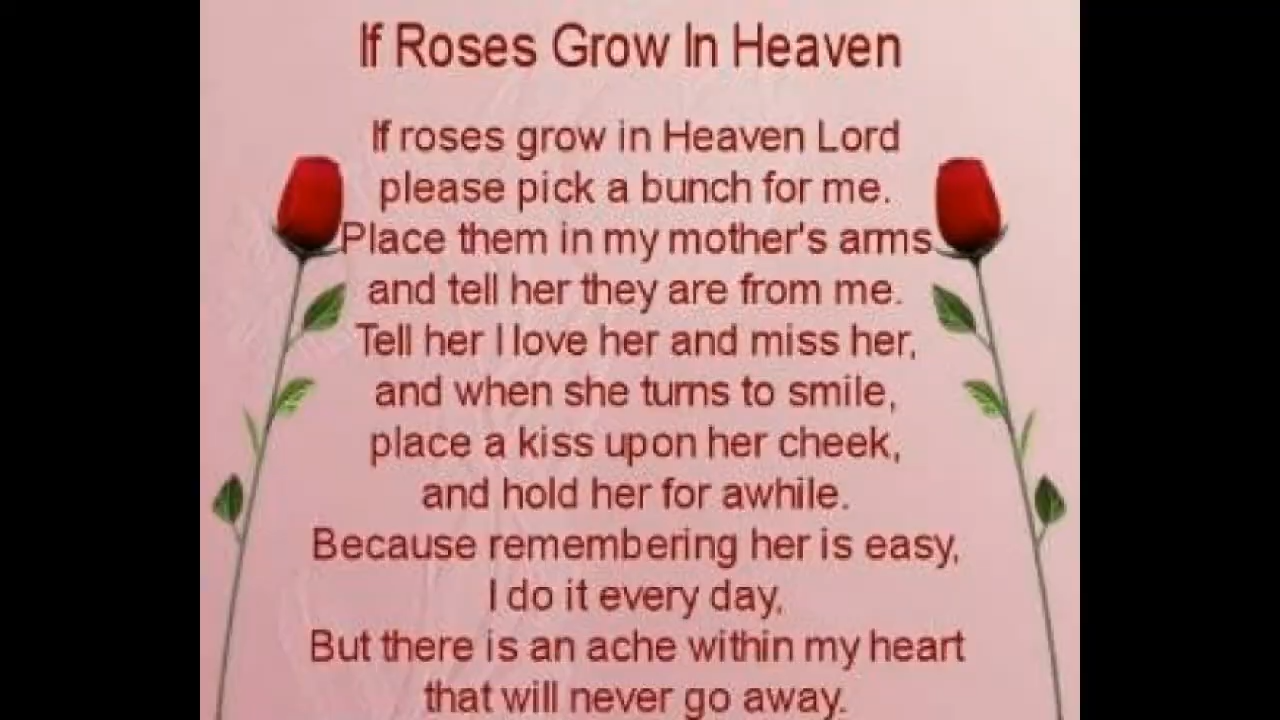 If Roses Grow In Heaven
If roses grow in Heaven Lord
please pick a bunch for me.
Place them in my mother's arms
and tell her they are from me.
Tell her I love her and miss her,
and when she turns to smile,
place a kiss upon her cheek,
and hold her for awhile.
Because remembering her is easy,
I do it every day,
But there is an ache within my heart
that will never go away.